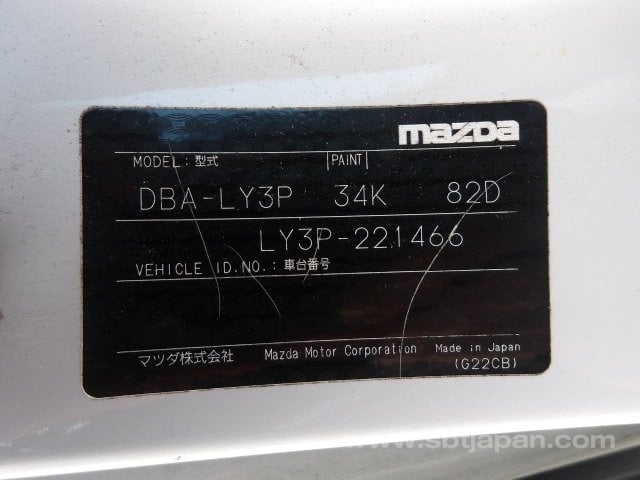 mazda
MODEL: 型式 PAINT
DBA-LY3P 34K 82D
LY3P-221466
VEHICLE ID.NO.: 車台番号
マツダ株式会社 Mazda Motor Corporation Made in Japan
(G22CB)
www.sbtjapan.com